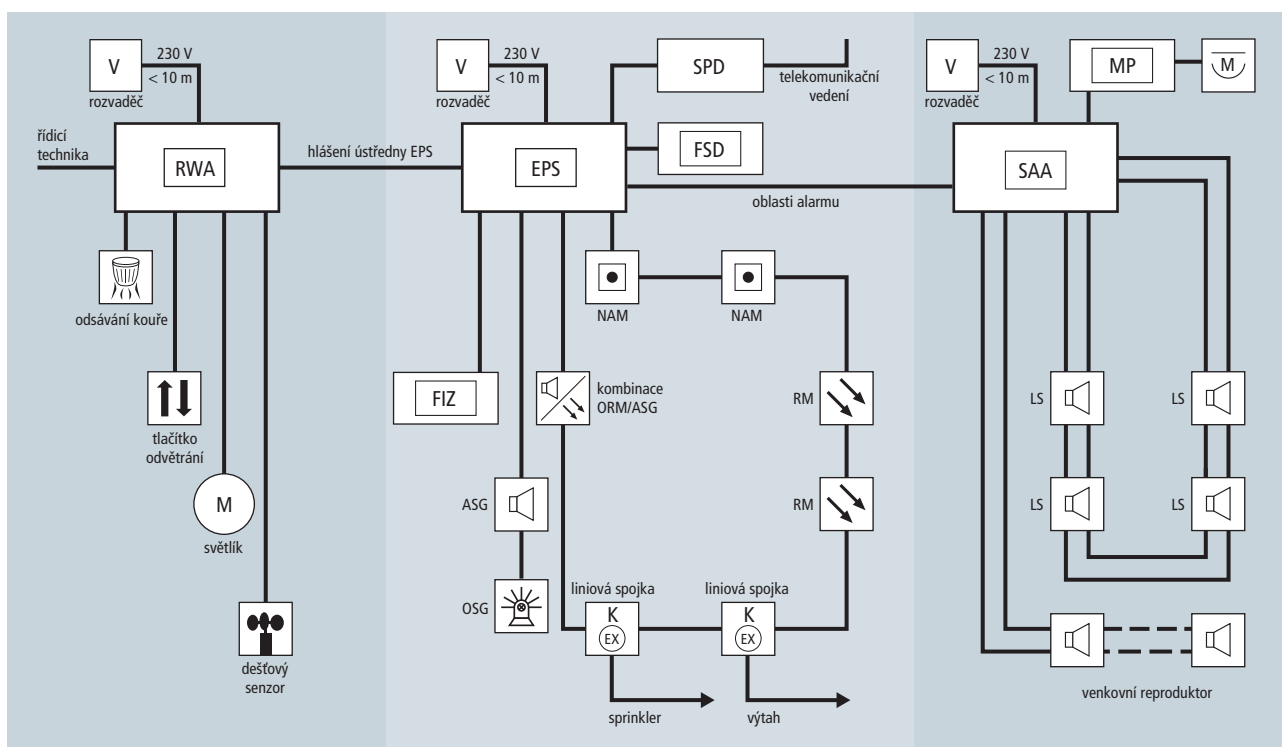 V
230 V
< 10 m
rozvaděč
řídicí
technika
RWA
odsávání kouře
tlačítko
odvětrání
M
světlík
dešťový
senzor
hlášení ústředny EPS
V
230 V
< 10 m
rozvaděč
SPD
telekomunikační
vedení
EPS
FSD
oblasti alarmu
NAM
NAM
FIZ
kombinace
ORM/ASG
RM
ASG
RM
OSG
liniová spojka
K
EX
liniová spojka
K
EX
sprinkler
výtah
V
230 V
< 10 m
rozvaděč
MP
M
SAA
LS
LS
LS
LS
venkovní reproduktor